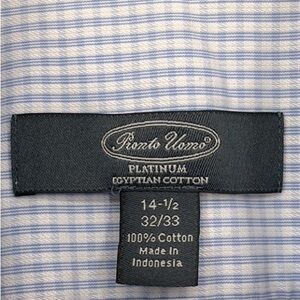 Pronto Uomo®
PLATINUM
EGYPTIAN COTTON
14-1/2
32/33
100% Cotton
Made in
Indonesia